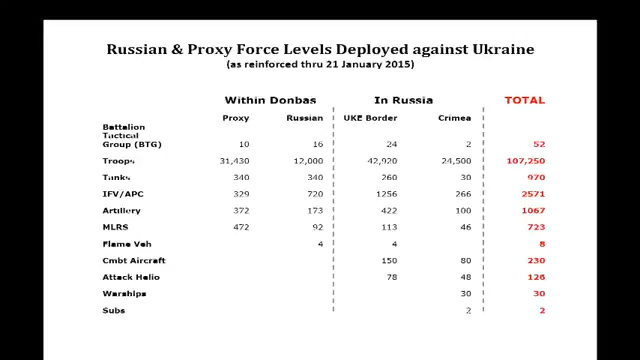 Russian & Proxy Force Levels Deployed against Ukraine
(as reinforced thru 21 January 2015)
Within Donbas In Russia TOTAL
Proxy Russian UKE Border Crimea
Battalion
Tactical
Group (BTG) 10 16 24 2 52
Troops 31,430 12,000 42,920 24,500 107,250
Tanks 340 340 260 30 970
IFV/APC 329 720 1256 266 2571
Artillery 372 173 422 100 1067
MLRS 472 92 113 46 723
Flame Veh 4 4 8
Cmbt Aircraft 150 80 230
Attack Helio 78 48 126
Warships 30 30
Subs 2 2